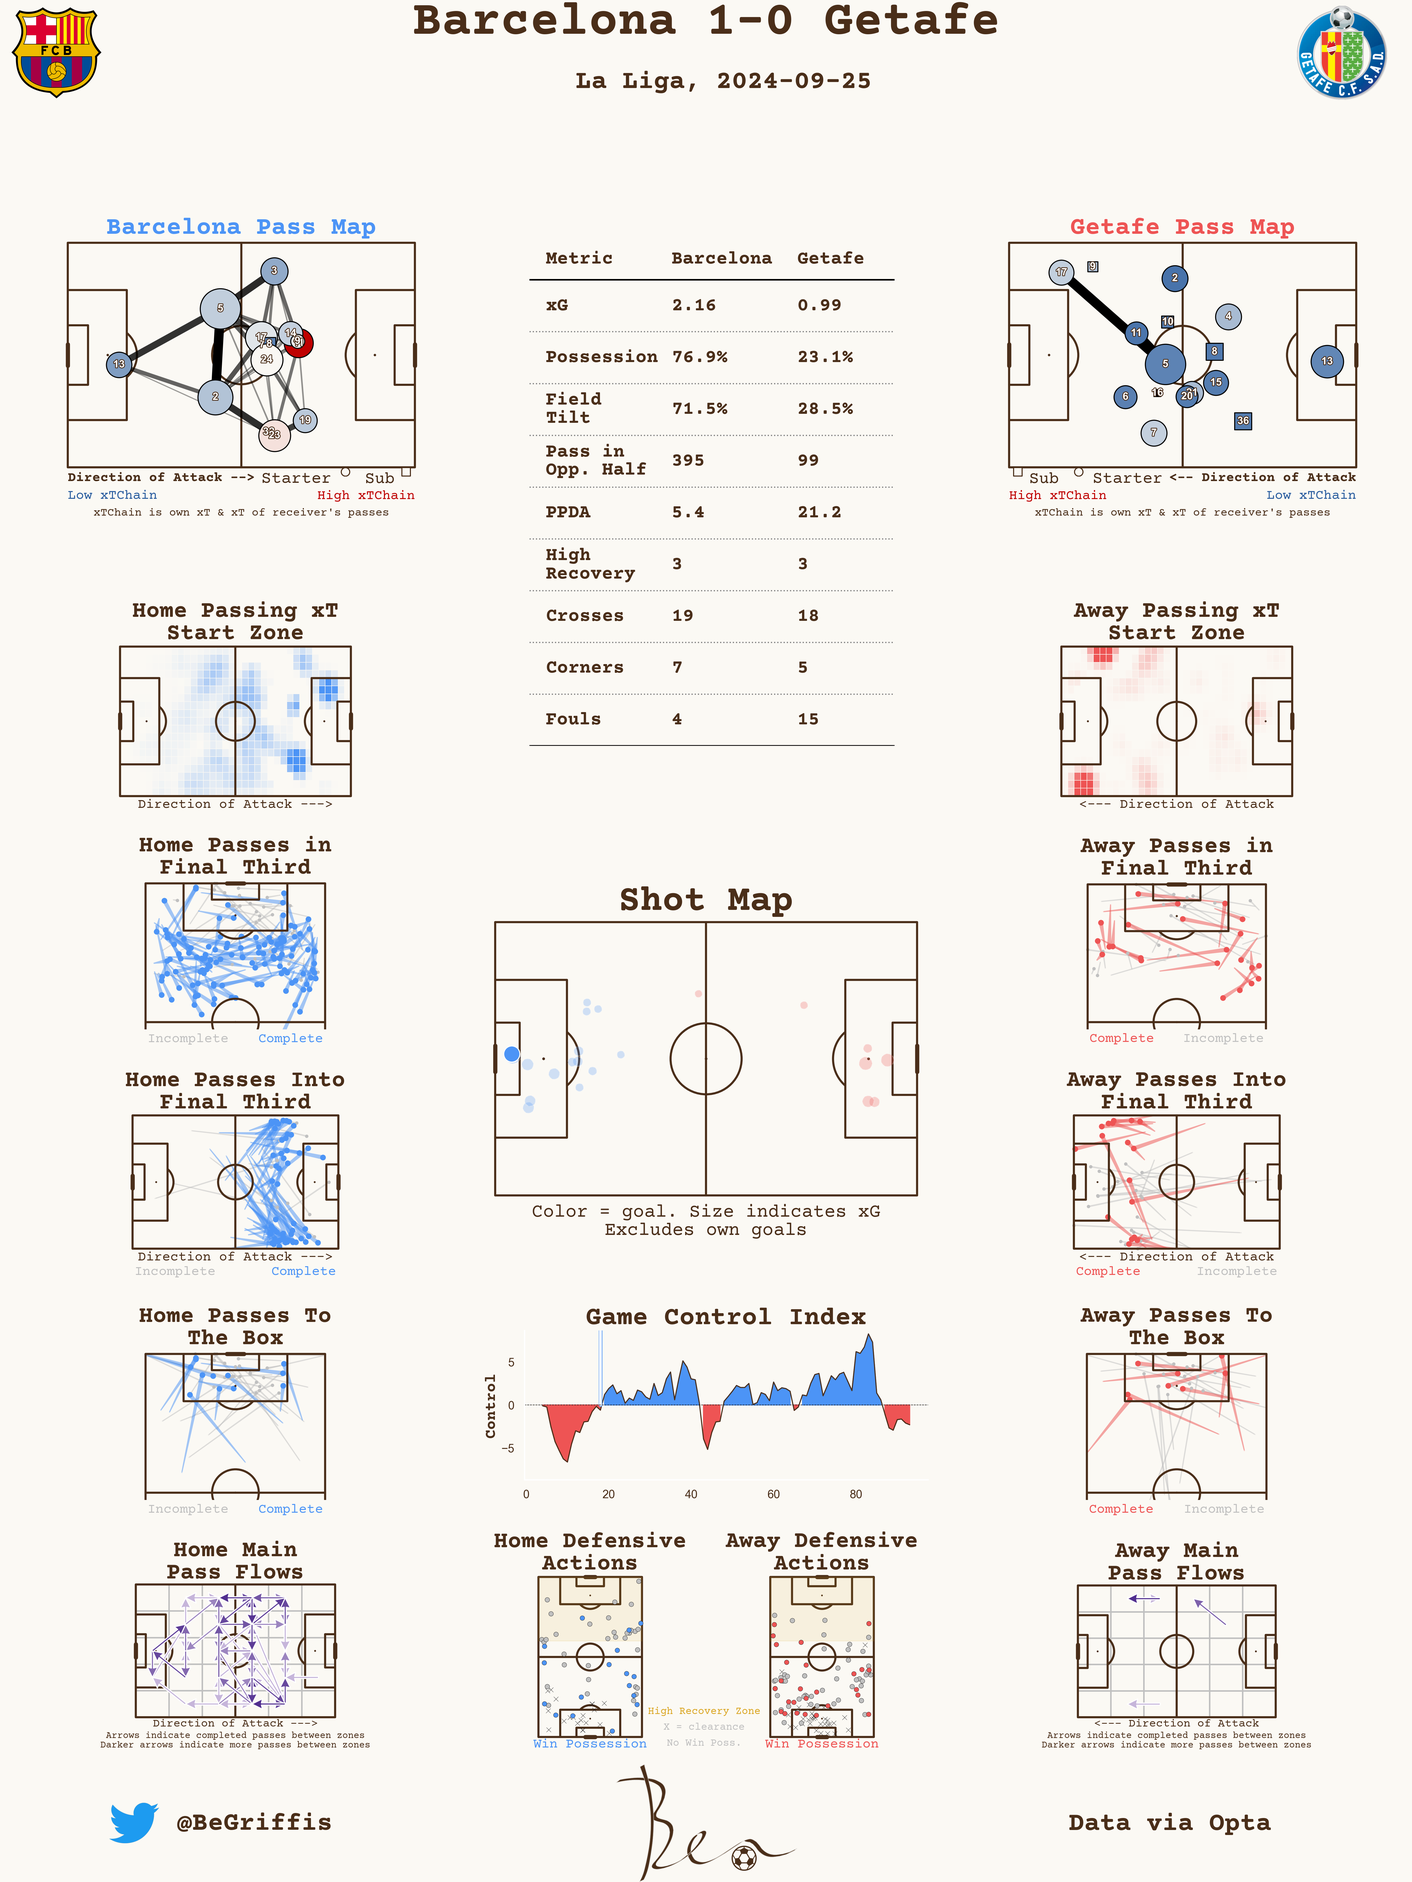 Barcelona 1-0 Getafe
La Liga, 2024-09-25
FCB
GETAFE C.F. S.A.D.
Barcelona Pass Map
3
5
17
14
9
8
24
13
2
19
23
Direction of Attack --> Starter Sub
Low xTChain High xTChain
xTChain is own xT & xT of receiver's passes
Metric Barcelona Getafe
xG 2.16 0.99
Possession 76.9% 23.1%
Field
Tilt 71.5% 28.5%
Pass in
Opp. Half 395 99
PPDA 5.4 21.2
High
Recovery 3 3
Crosses 19 18
Corners 7 5
Fouls 4 15
Getafe Pass Map
17
9
2
10
4
11
8
5
13
15
6
16
20
36
7
Sub Starter <-- Direction of Attack
High xTChain Low xTChain
xTChain is own xT & xT of receiver's passes
Home Passing xT
Start Zone
Direction of Attack --->
Away Passing xT
Start Zone
<--- Direction of Attack
Home Passes in
Final Third
Incomplete Complete
Away Passes in
Final Third
Complete Incomplete
Shot Map
Color = goal. Size indicates xG
Excludes own goals
Home Passes Into
Final Third
Direction of Attack --->
Incomplete Complete
Away Passes Into
Final Third
<--- Direction of Attack
Complete Incomplete
Home Passes To
The Box
Incomplete Complete
Game Control Index
Control
5
0
−5
0 20 40 60 80
Away Passes To
The Box
Complete Incomplete
Home Main
Pass Flows
Direction of Attack --->
Arrows indicate completed passes between zones
Darker arrows indicate more passes between zones
Home Defensive
Actions
Win Possession
Away Defensive
Actions
Win Possession
High Recovery Zone
X = clearance
No Win Poss.
Away Main
Pass Flows
<--- Direction of Attack
Arrows indicate completed passes between zones
Darker arrows indicate more passes between zones
@BeGriffis
Ben
Data via Opta